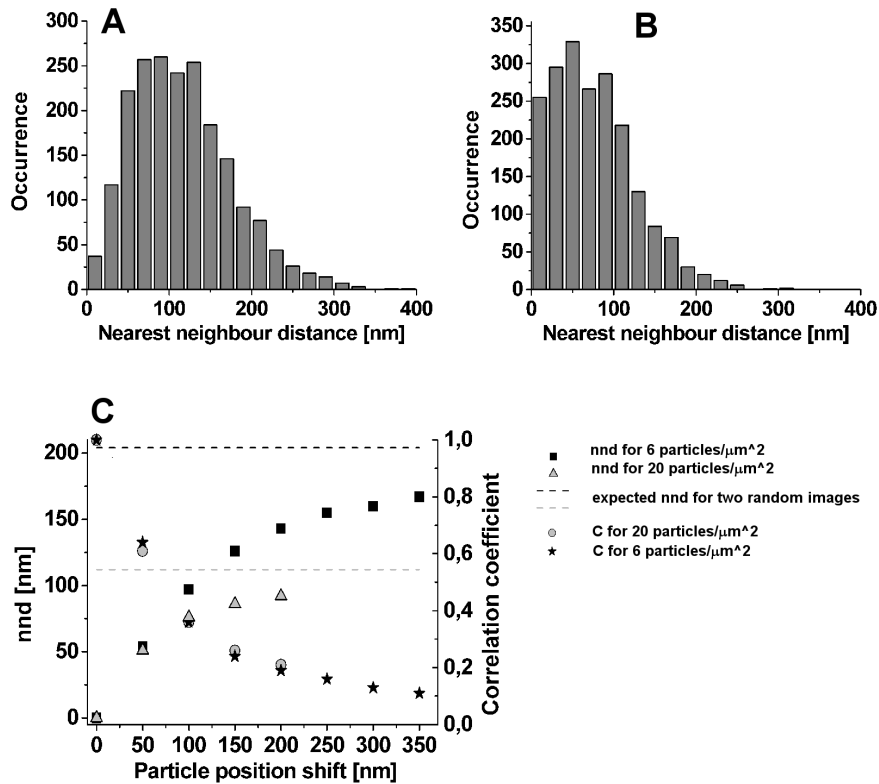 A
300
250
200
150
100
50
0
Occurrence
0 100 200 300 400
Nearest neighbour distance [nm]
B
350
300
250
200
150
100
50
0
Occurrence
0 100 200 300 400
Nearest neighbour distance [nm]
C
200
150
100
50
0
nnd [nm]
1,0
0,8
0,6
0,4
0,2
0,0
Correlation coefficient
0 50 100 150 200 250 300 350
Particle position shift [nm]
nnd for 6 particles/μm^2
nnd for 20 particles/μm^2
expected nnd for two random images
C for 20 particles/μm^2
C for 6 particles/μm^2